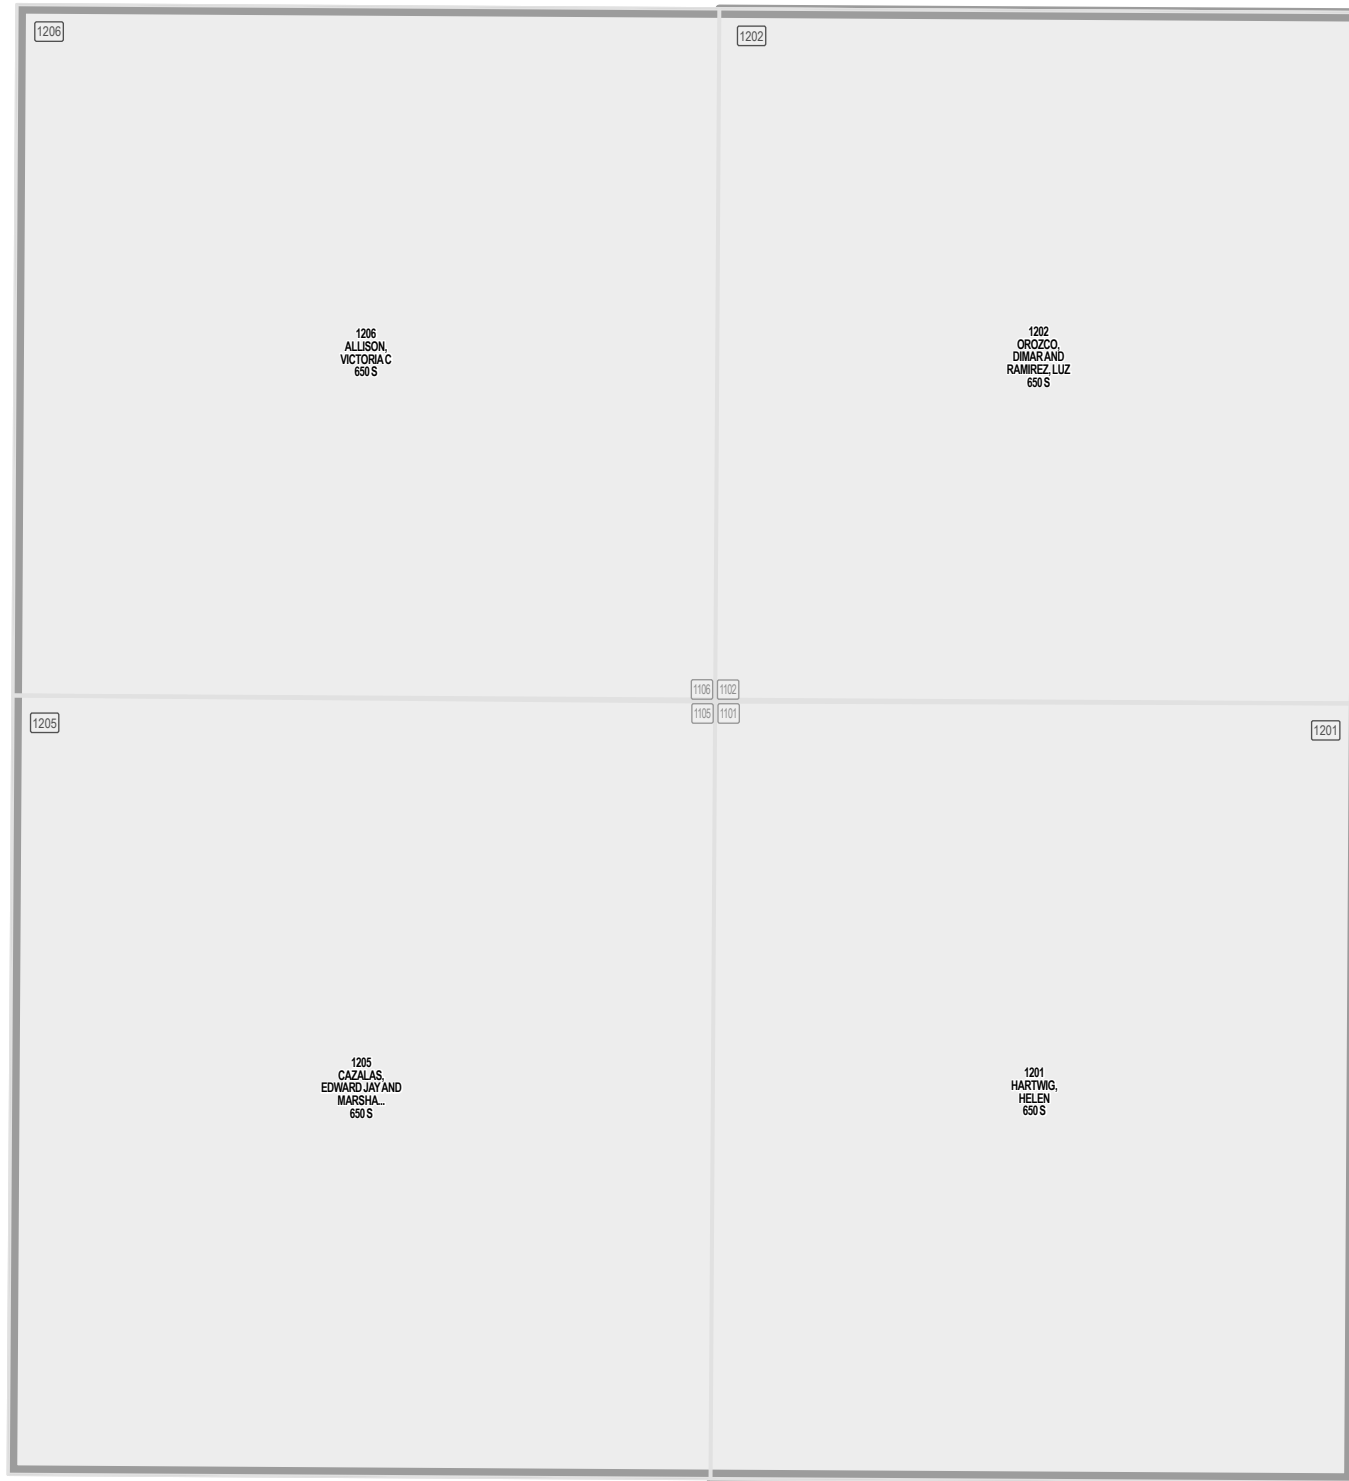 1206
1202
1206
ALLISON,
VICTORIA C
650 S
1202
OROZCO,
DIMAR AND
RAMIREZ, LUZ
650 S
1106
1102
1105
1101
1205
1201
1205
CAZALAS,
EDWARD JAY AND
MARSHA...
650 S
1201
HARTWIG,
HELEN
650 S